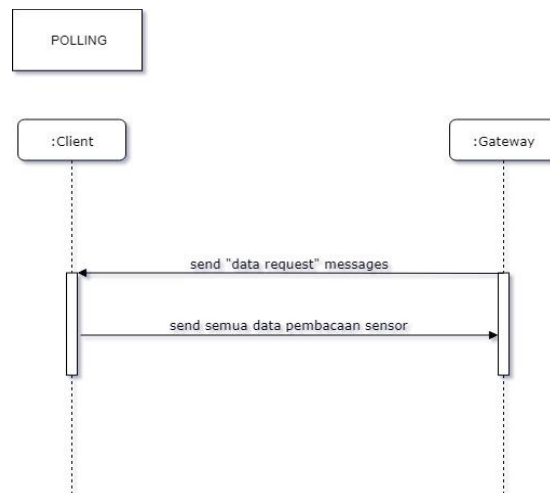 POLLING
:Client
:Gateway
send "data request" messages
send semua data pembacaan sensor